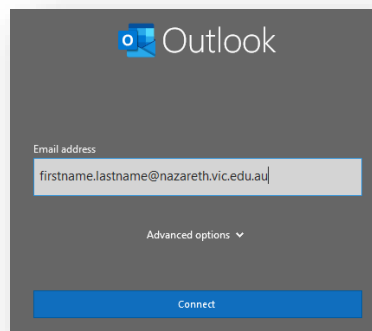 Outlook
Email address
firstname.lastname@nazareth.vic.edu.au
Advanced options
Connect